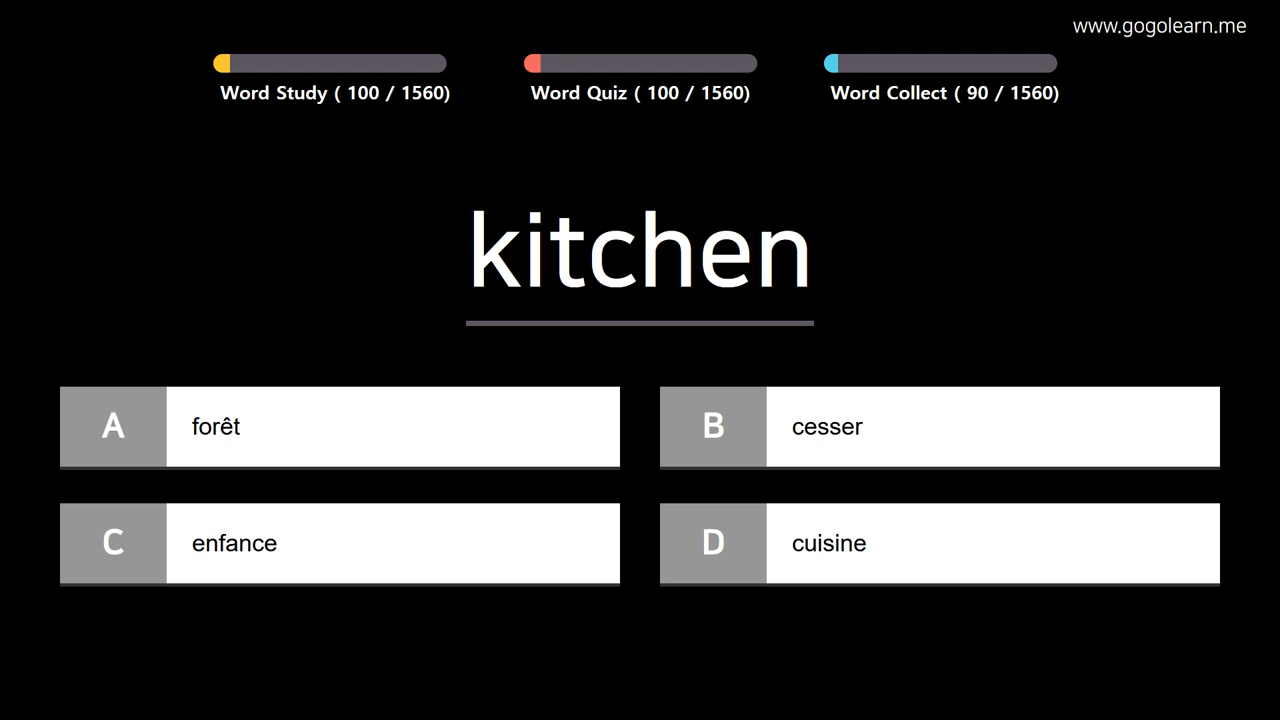 www.gogolearn.me
Word Study ( 100 / 1560)
Word Quiz ( 100 / 1560)
Word Collect ( 90 / 1560)
kitchen
A forêt
B cesser
C enfance
D cuisine